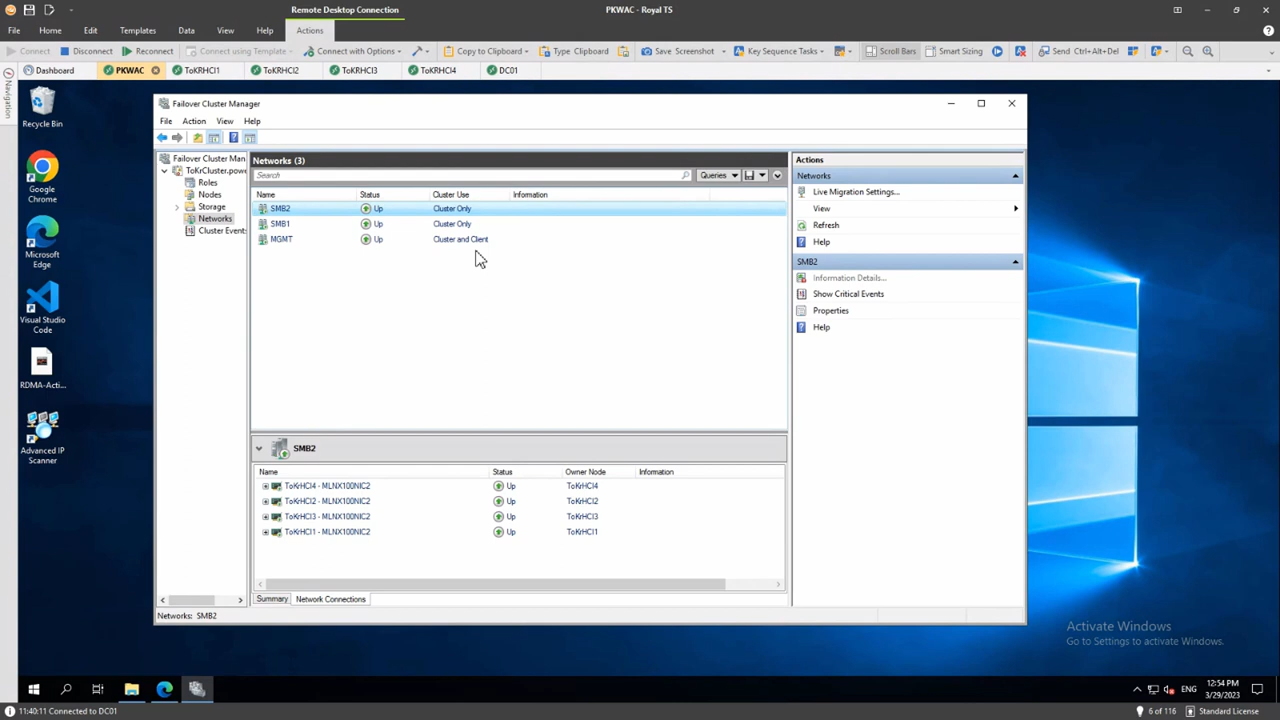 Remote Desktop Connection
PKWAC - Royal TS
File Home Edit Templates Data View Help Actions
Connect Disconnect Reconnect Connect using Template Connect with Options Copy to Clipboard Type Clipboard Save Screenshot Key Sequence Tasks Scroll Bars Smart Sizing Send Ctrl+Alt+Del
Dashboard PKWAC ToKRHCI1 ToKRHCI2 ToKRHCI3 ToKRHCI4 DC01
Navigation
Recycle Bin
Google
Chrome
Microsoft
Edge
Visual Studio
Code
RDMA-Acti...
Advanced IP
Scanner
Failover Cluster Manager
File Action View Help
Failover Cluster Man
ToKrCluster.powe
Roles
Nodes
Storage
Networks
Cluster Events
Networks (3)
Search
Queries
Name Status Cluster Use Information
SMB2 Up Cluster Only
SMB1 Up Cluster Only
MGMT Up Cluster and Client
SMB2
Name Status Owner Node Information
ToKrHCI4 - MLNX100NIC2 Up ToKrHCI4
ToKrHCI2 - MLNX100NIC2 Up ToKrHCI2
ToKrHCI3 - MLNX100NIC2 Up ToKrHCI3
ToKrHCI1 - MLNX100NIC2 Up ToKrHCI1
Summary Network Connections
Networks: SMB2
Actions
Networks
Live Migration Settings...
View
Refresh
Help
SMB2
Information Details...
Show Critical Events
Properties
Help
Activate Windows
Go to Settings to activate Windows.
ENG
12:54 PM
3/29/2023
11:40:11 Connected to DC01
6 of 116
Standard License